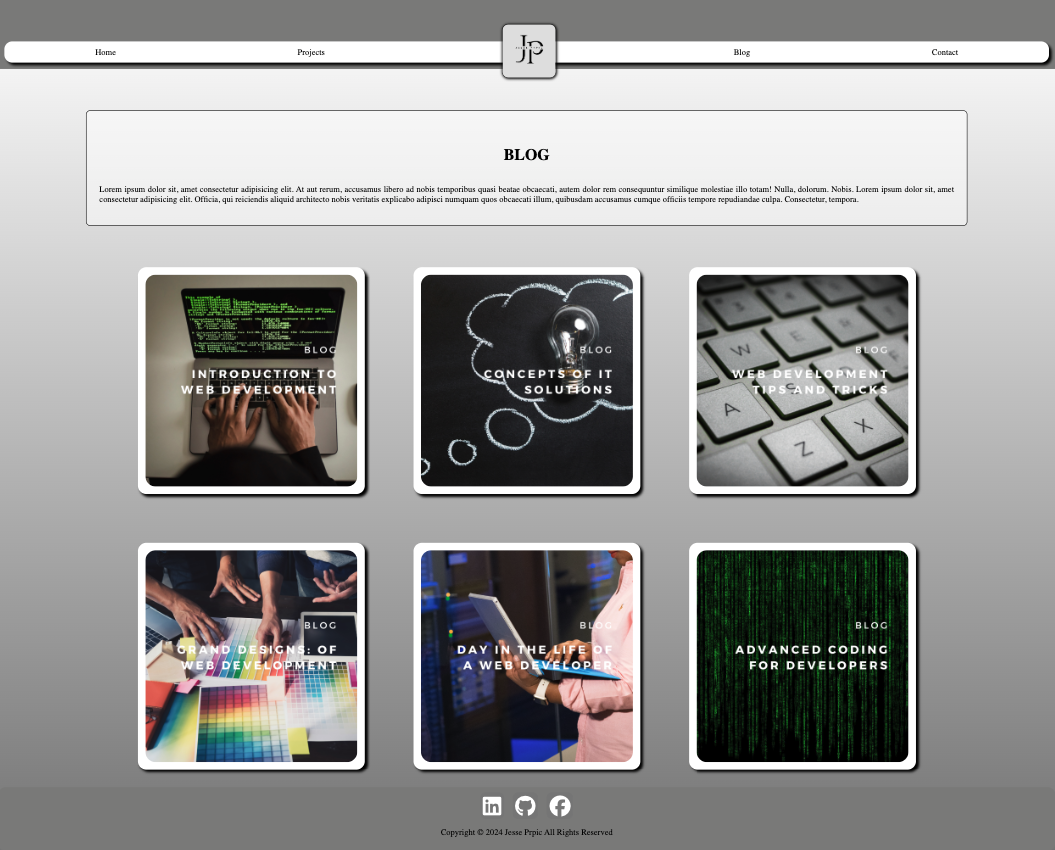 Home Projects JP Blog Contact
BLOG
Lorem ipsum dolor sit, amet consectetur adipisicing elit. At aut rerum, accusamus libero ad nobis temporibus quasi beatae obcaecati, autem dolor rem consequuntur similique molestiae illo totam! Nulla, dolorum. Nobis. Lorem ipsum dolor sit, amet
consectetur adipisicing elit. Officia, qui reiciendis aliquid architecto nobis veritatis explicabo adipisci numquam quos obcaecati illum, quibusdam accusamus cumque officiis tempore repudiandae culpa. Consectetur, tempora.
BLOG
INTRODUCTION TO
WEB DEVELOPMENT
BLOG
CONCEPTS OF IT
SOLUTIONS
BLOG
WEB DEVELOPMENT
TIPS AND TRICKS
W
E
R
A
S
Z
X
BLOG
GRAND DESIGNS: OF
WEB DEVELOPMENT
BLOG
DAY IN THE LIFE OF
A WEB DEVELOPER
BLOG
ADVANCED CODING
FOR DEVELOPERS
in
Copyright © 2024 Jesse Prpic All Rights Reserved